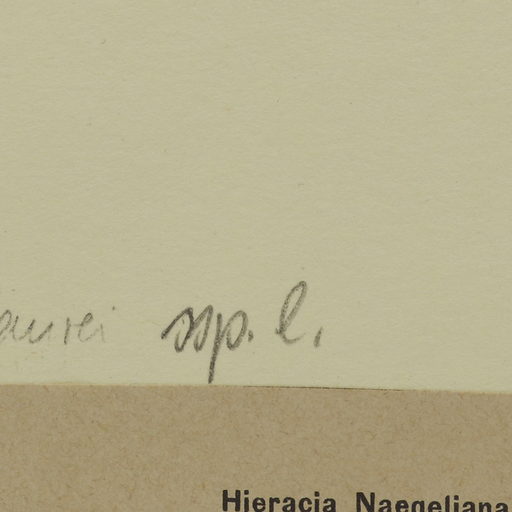 ssp. l.
Hieracia Naegeliana